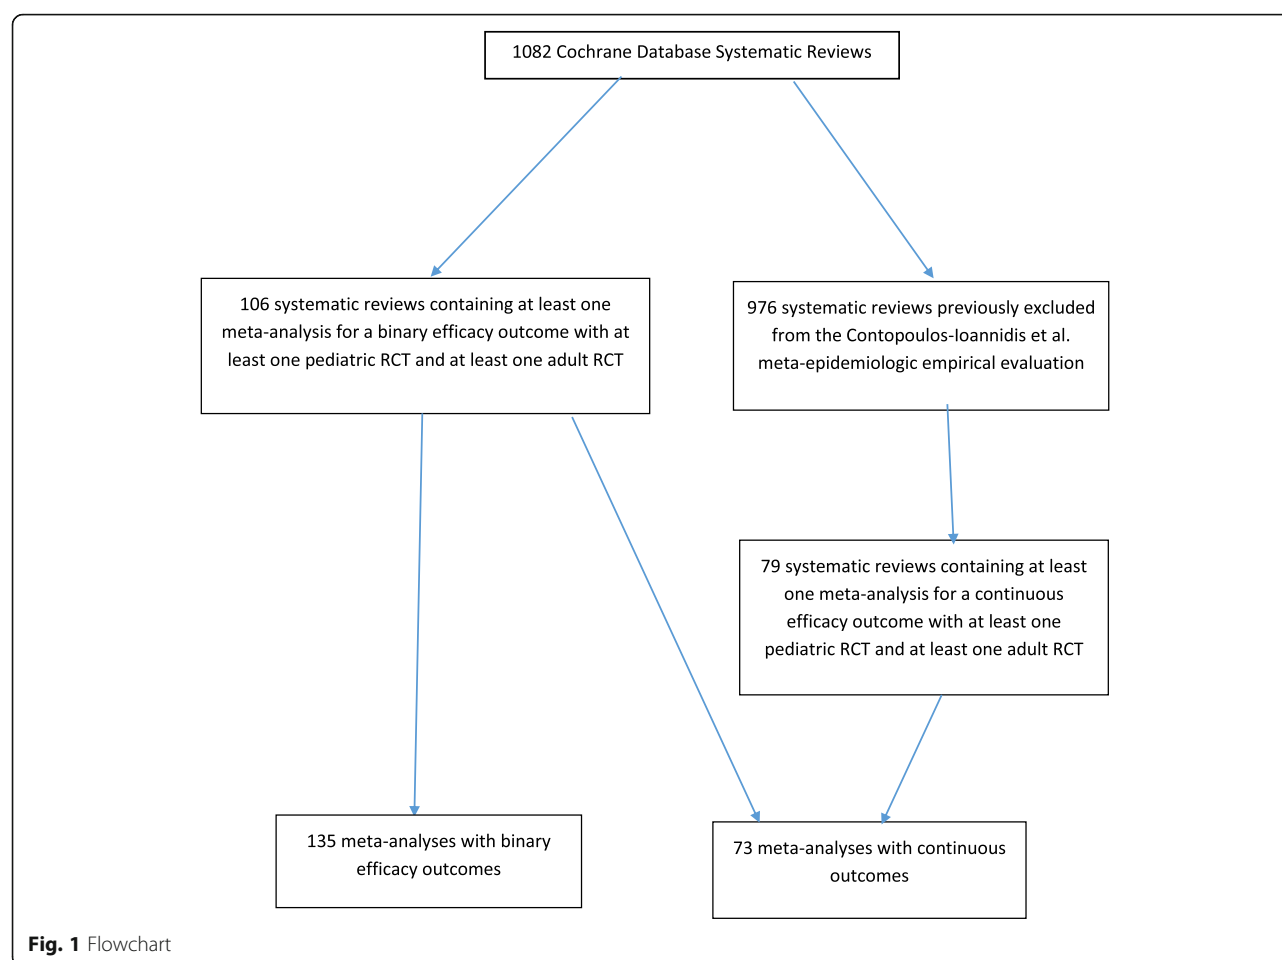 1082 Cochrane Database Systematic Reviews
106 systematic reviews containing at least one
meta-analysis for a binary efficacy outcome with at
least one pediatric RCT and at least one adult RCT
976 systematic reviews previously excluded
from the Contopoulos-Ioannidis et al.
meta-epidemiologic empirical evaluation
79 systematic reviews containing at least
one meta-analysis for a continuous
efficacy outcome with at least one
pediatric RCT and at least one adult RCT
135 meta-analyses with binary
efficacy outcomes
73 meta-analyses with continuous
outcomes
Fig. 1 Flowchart